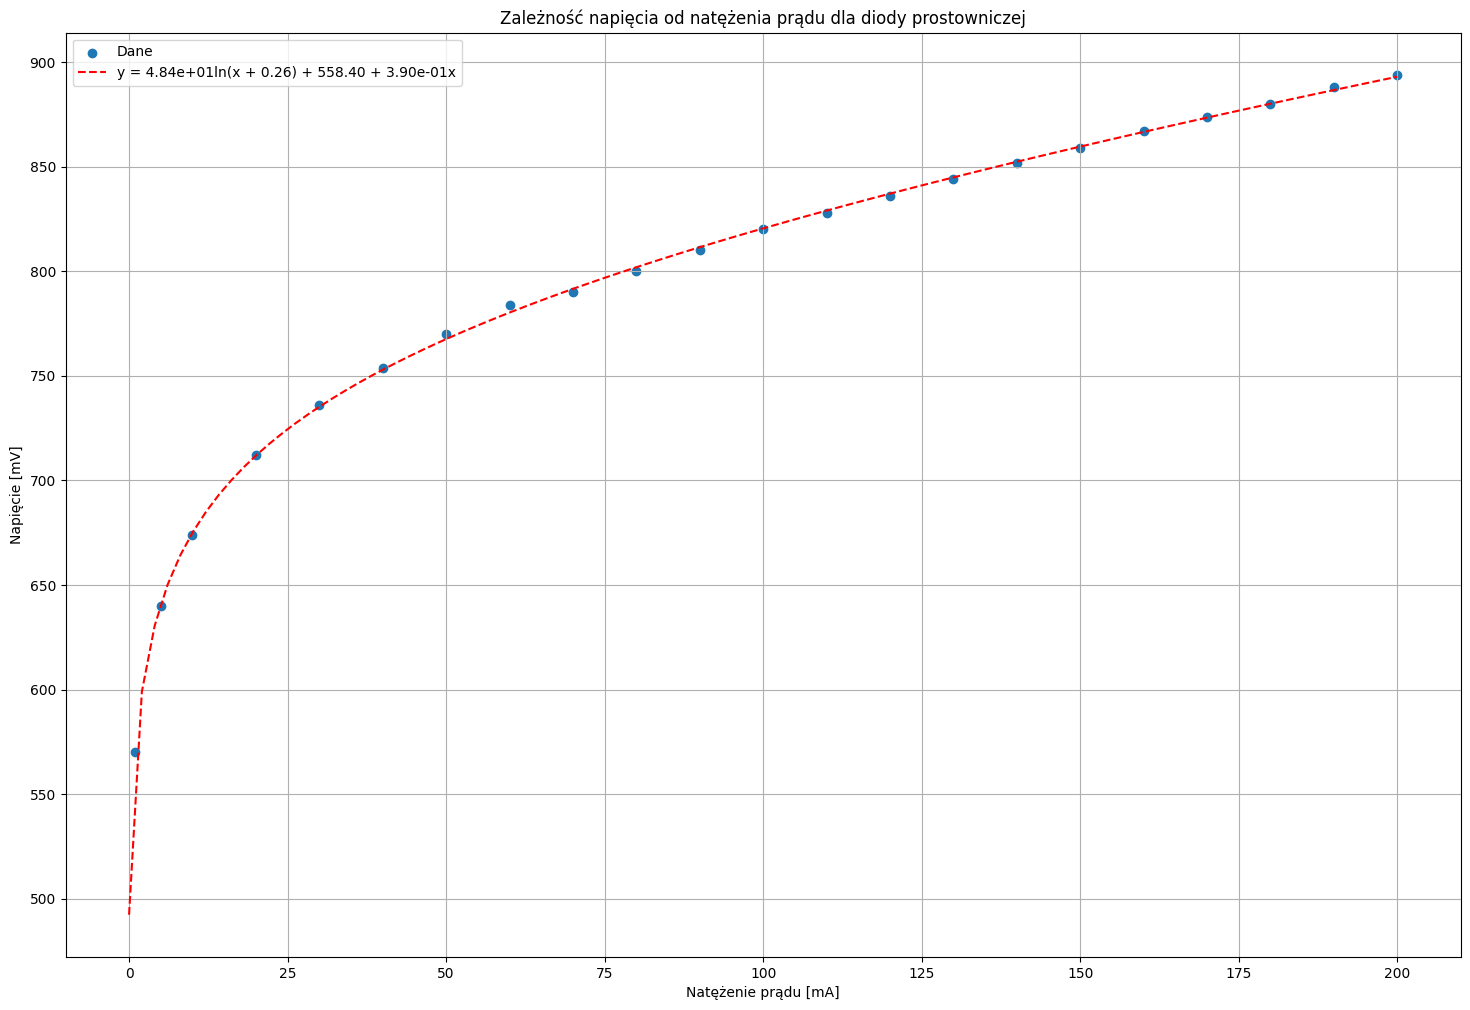 Zależność napięcia od natężenia prądu dla diody prostowniczej
Dane
y = 4.84e+01ln(x + 0.26) + 558.40 + 3.90e-01x
900
850
800
750
700
650
600
550
500
Napięcie [mV]
0 25 50 75 100 125 150 175 200
Natężenie prądu [mA]